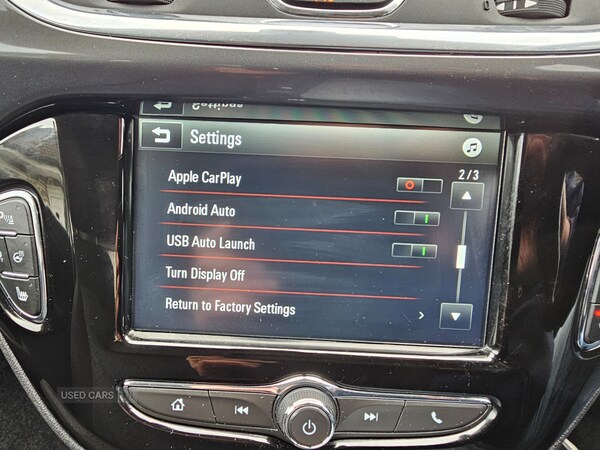 Settings
Settings
2/3
Apple CarPlay
Android Auto
USB Auto Launch
Turn Display Off
Return to Factory Settings
USED CARS